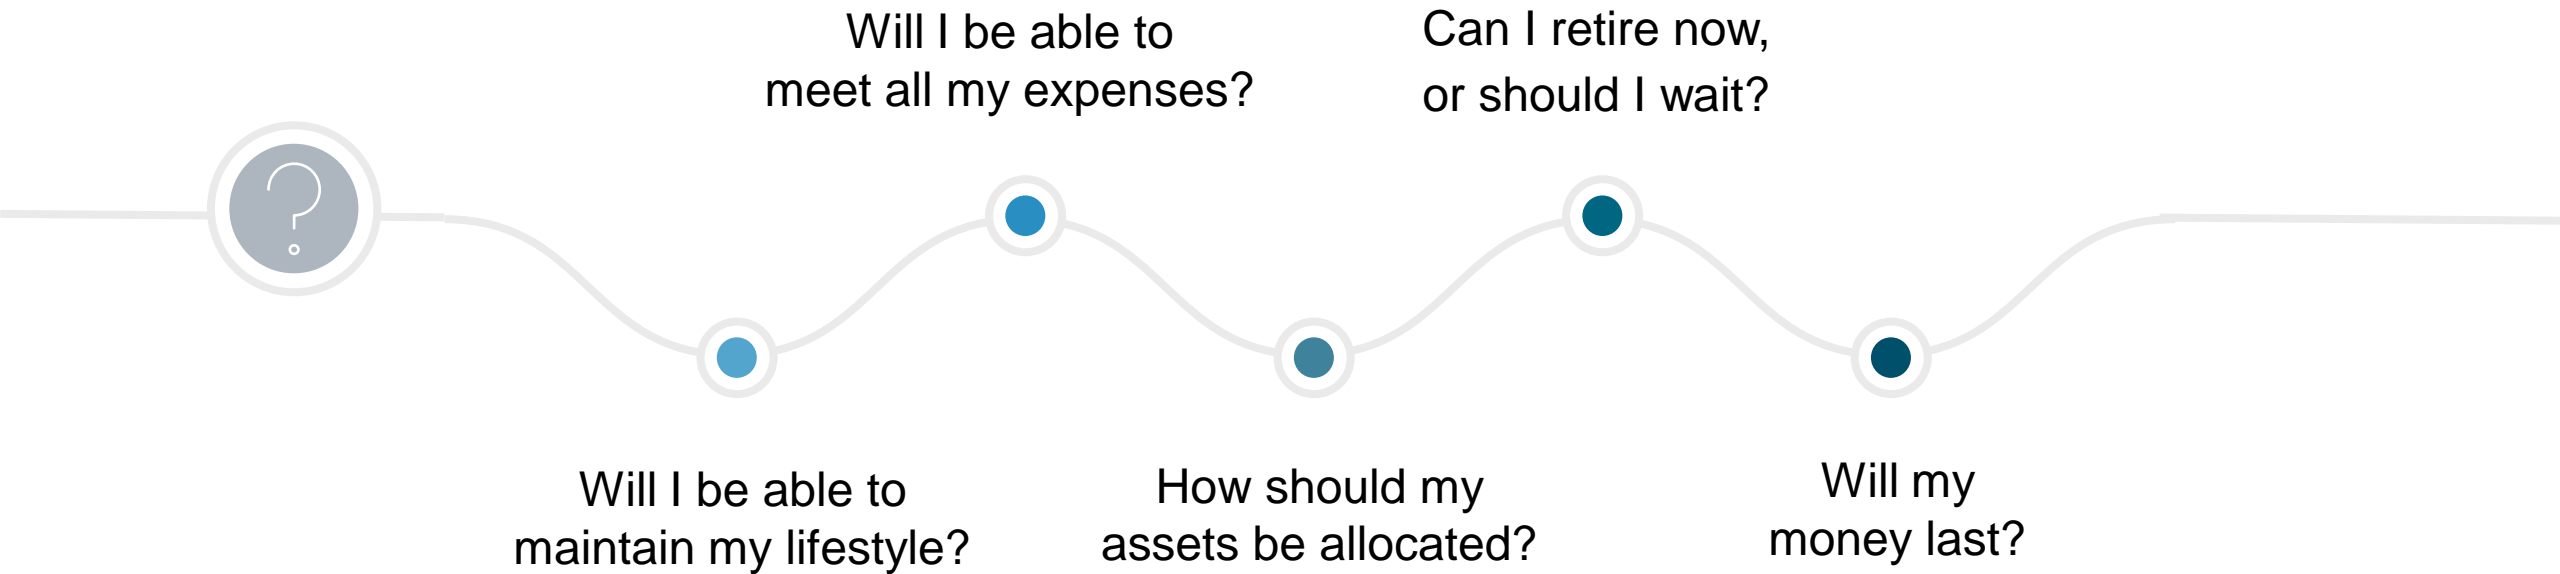 Will I be able to
meet all my expenses?
Can I retire now,
or should I wait?
?
Will I be able to
maintain my lifestyle?
How should my
assets be allocated?
Will my
money last?